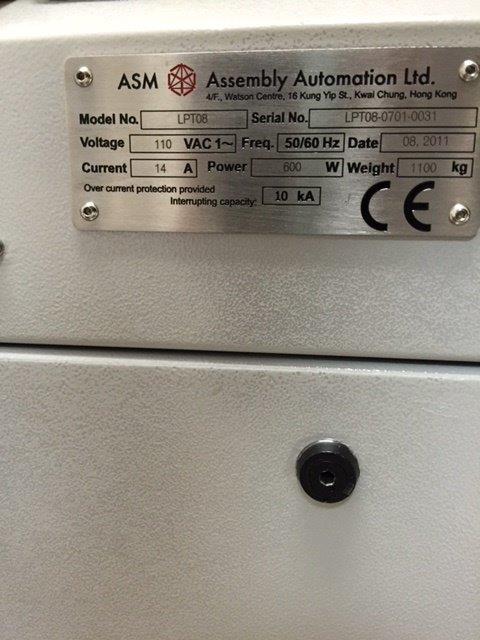 ASM Assembly Automation Ltd.
4/F., Watson Centre, 16 Kung Yip St., Kwai Chung, Hong Kong
Model No. LPT08 Serial No. LPT08-0701-0031
Voltage 110 VAC 1~ Freq. 50/60 Hz Date 08, 2011
Current 14 A Power 600 W Weight 1100 kg
Over current protection provided
Interrupting capacity: 10 kA
CE